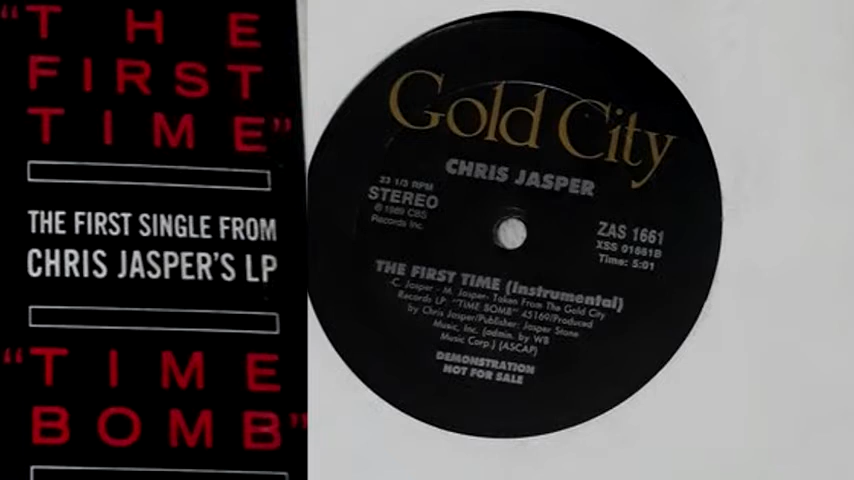 "THE
FIRST
TIME"
THE FIRST SINGLE FROM
CHRIS JASPER'S LP
"TIME
BOMB"
Gold City
CHRIS JASPER
33 1/3 RPM
STEREO
℗ 1989 CBS
Records Inc.
ZAS 1661
XSS 01661B
Time: 5:01
THE FIRST TIME (Instrumental)
-C. Jasper - M. Jasper- Taken From The Gold City
Records LP: "TIME BOMB" 45169/Produced
by Chris Jasper/Publisher: Jasper Stone
Music, Inc. (admin. by WB
Music Corp.) (ASCAP)
DEMONSTRATION
NOT FOR SALE